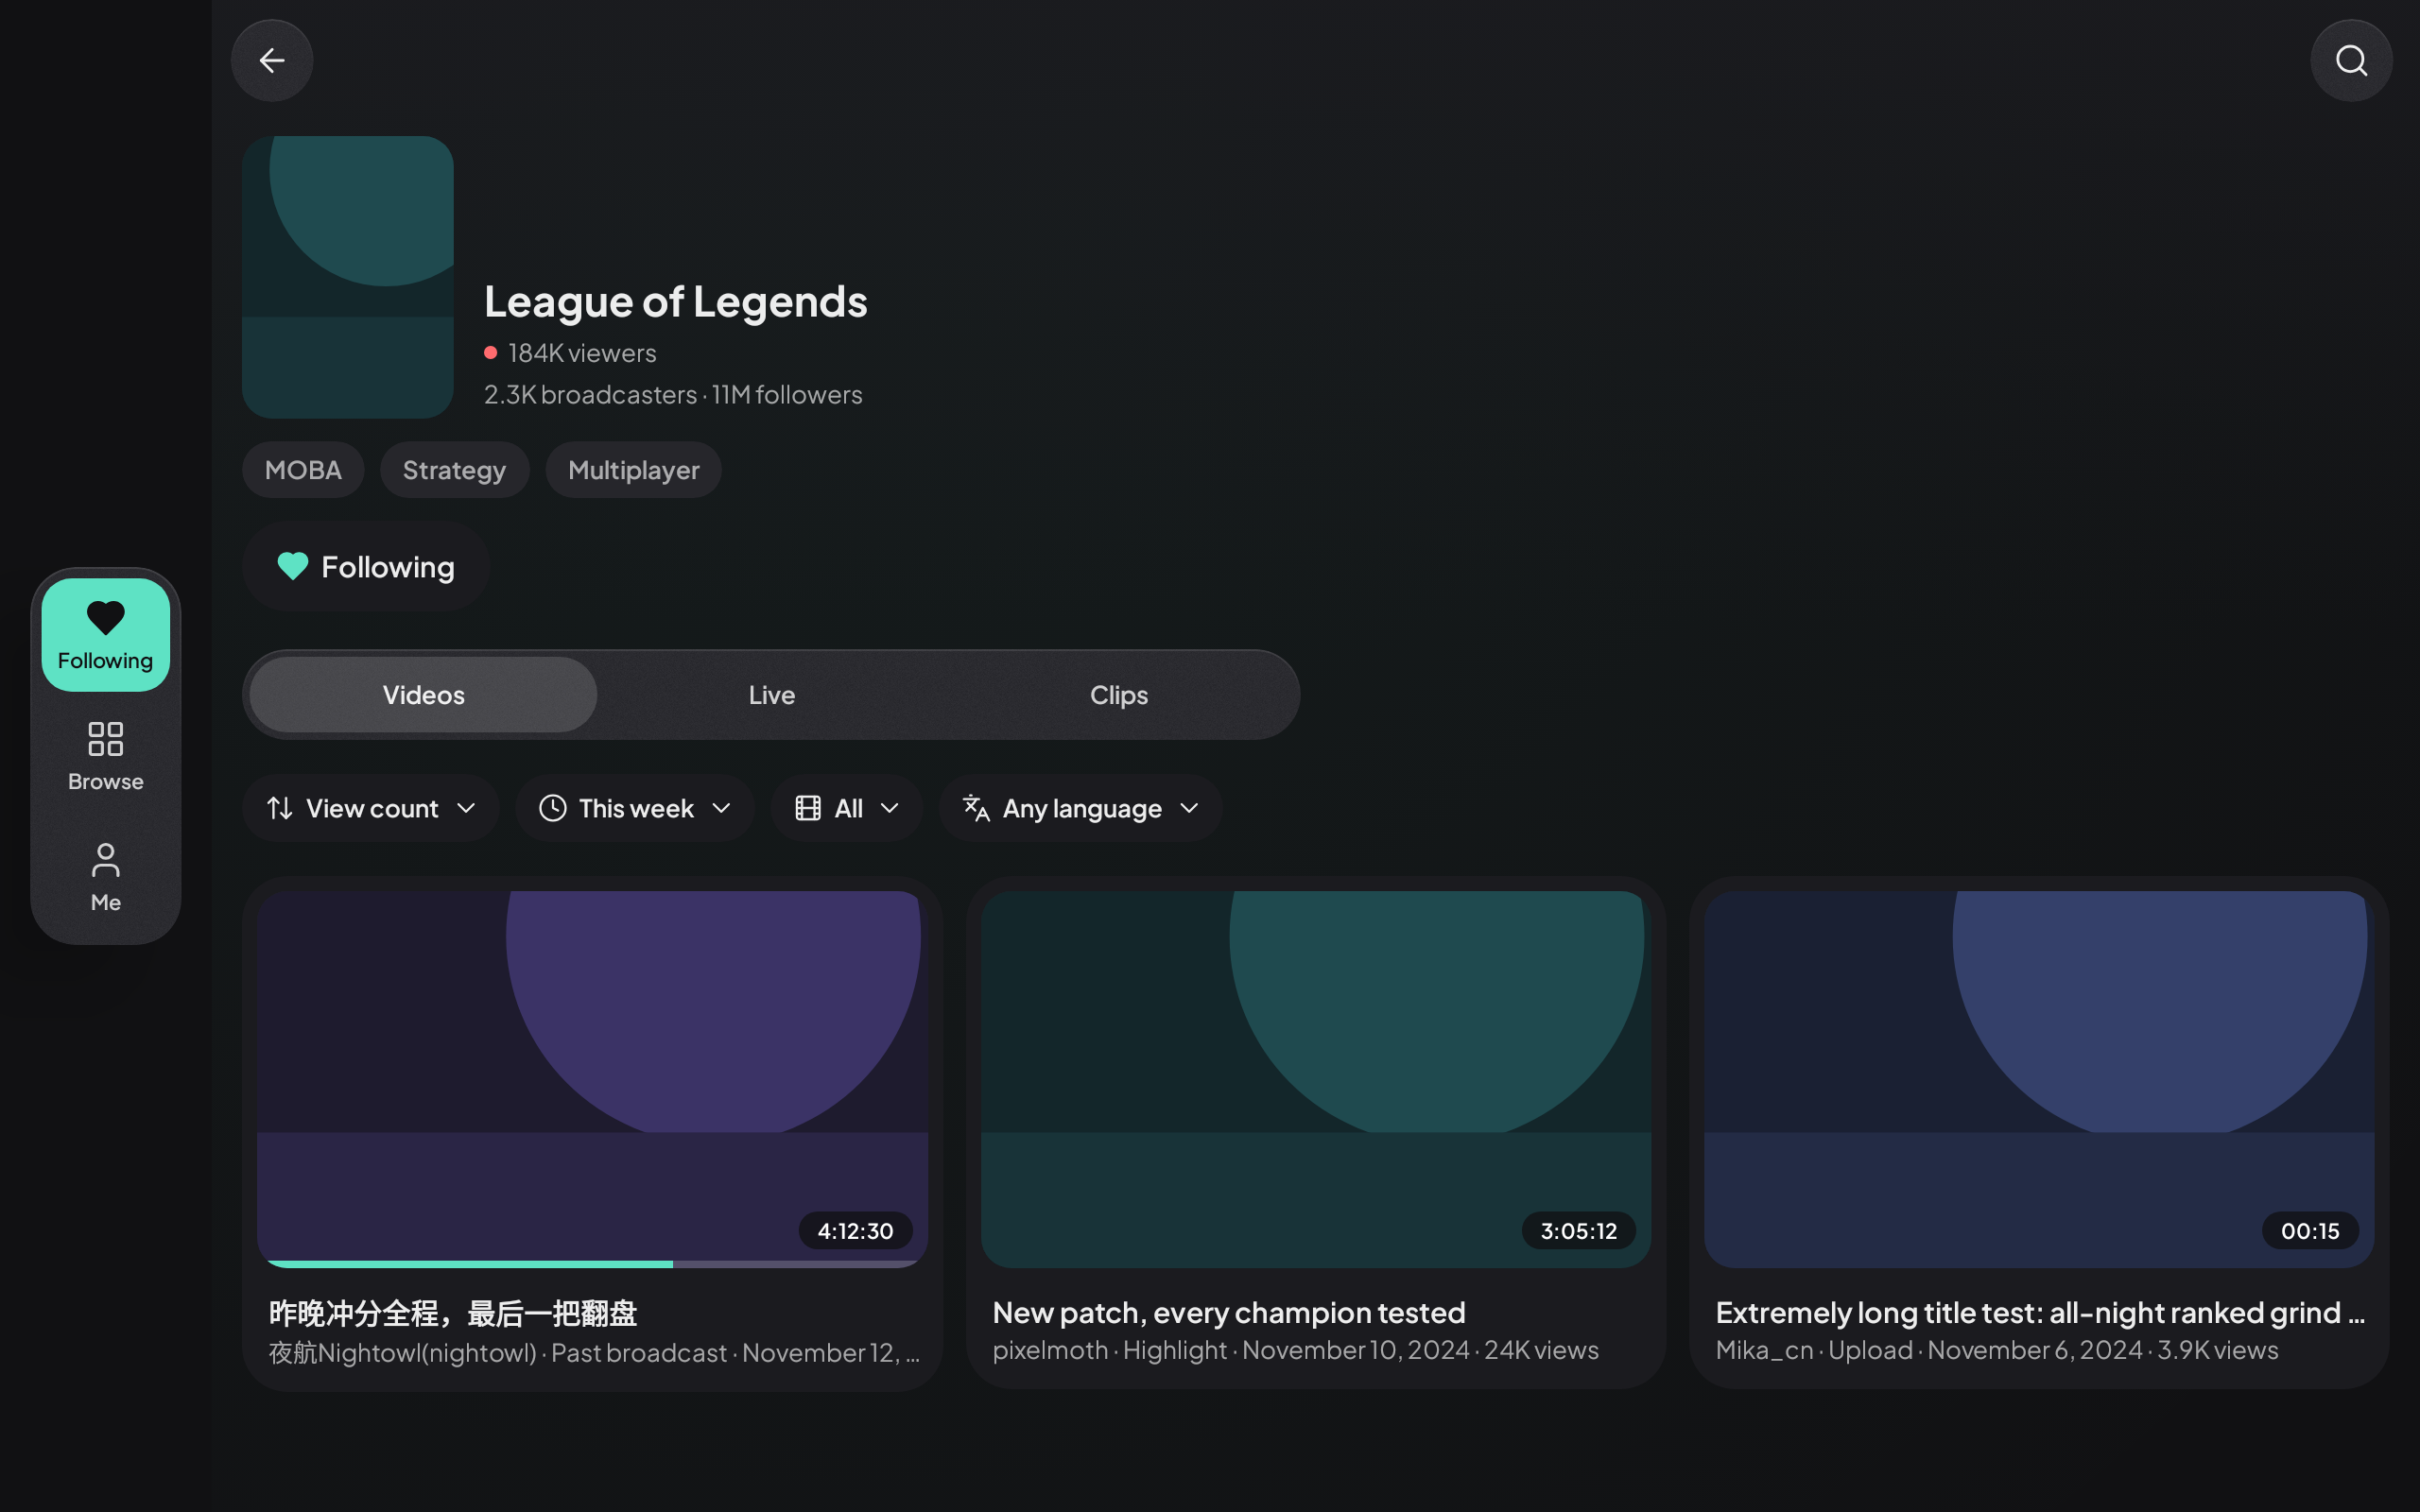 League of Legends
184K viewers
2.3K broadcasters · 11M followers
MOBA
Strategy
Multiplayer
Following
Following
Browse
Me
Videos
Live
Clips
View count
This week
All
Any language
4:12:30
昨晚冲分全程，最后一把翻盘
夜航Nightowl(nightowl) · Past broadcast · November 12, ...
3:05:12
New patch, every champion tested
pixelmoth · Highlight · November 10, 2024 · 24K views
00:15
Extremely long title test: all-night ranked grind ...
Mika_cn · Upload · November 6, 2024 · 3.9K views